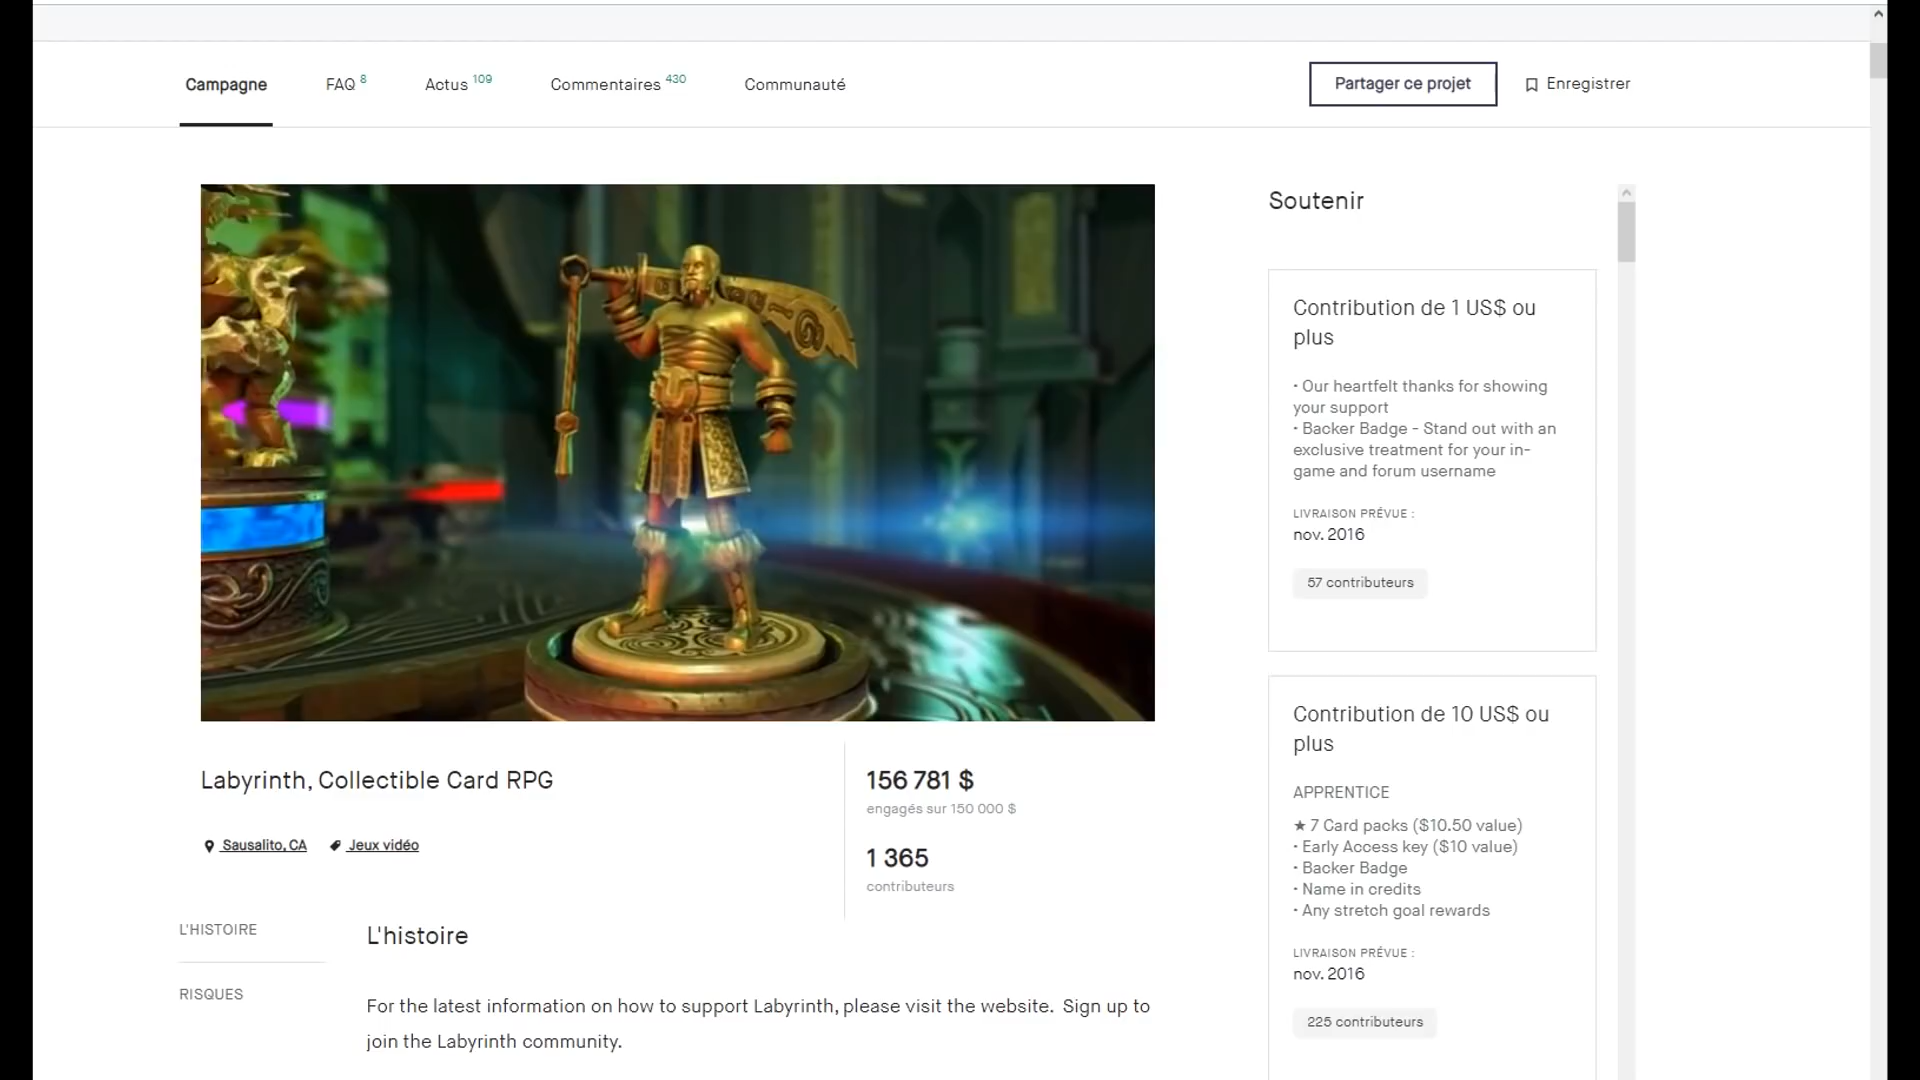 Campagne
FAQ 8
Actus 109
Commentaires 430
Communauté
Partager ce projet
Enregistrer
Labyrinth, Collectible Card RPG
Sausalito, CA
Jeux vidéo
156 781 $
engagés sur 150 000 $
1 365
contributeurs
L'HISTOIRE
RISQUES
L'histoire
For the latest information on how to support Labyrinth, please visit the website. Sign up to
join the Labyrinth community.
Soutenir
Contribution de 1 US$ ou
plus
• Our heartfelt thanks for showing
your support
• Backer Badge - Stand out with an
exclusive treatment for your in-
game and forum username
LIVRAISON PRÉVUE :
nov. 2016
57 contributeurs
Contribution de 10 US$ ou
plus
APPRENTICE
★ 7 Card packs ($10.50 value)
• Early Access key ($10 value)
• Backer Badge
• Name in credits
• Any stretch goal rewards
LIVRAISON PRÉVUE :
nov. 2016
225 contributeurs